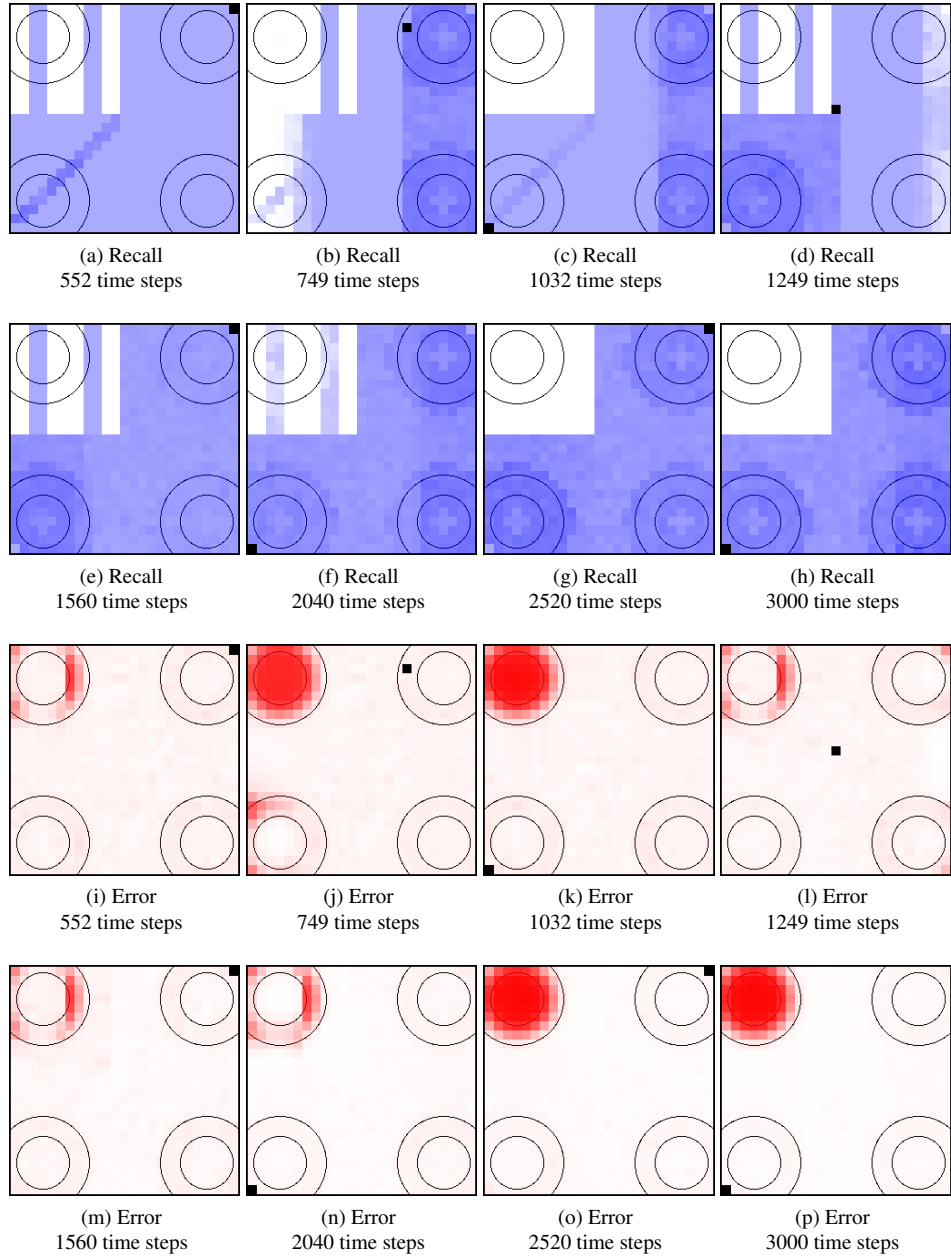 (a) Recall
552 time steps
(b) Recall
749 time steps
(c) Recall
1032 time steps
(d) Recall
1249 time steps
(e) Recall
1560 time steps
(f) Recall
2040 time steps
(g) Recall
2520 time steps
(h) Recall
3000 time steps
(i) Error
552 time steps
(j) Error
749 time steps
(k) Error
1032 time steps
(l) Error
1249 time steps
(m) Error
1560 time steps
(n) Error
2040 time steps
(o) Error
2520 time steps
(p) Error
3000 time steps